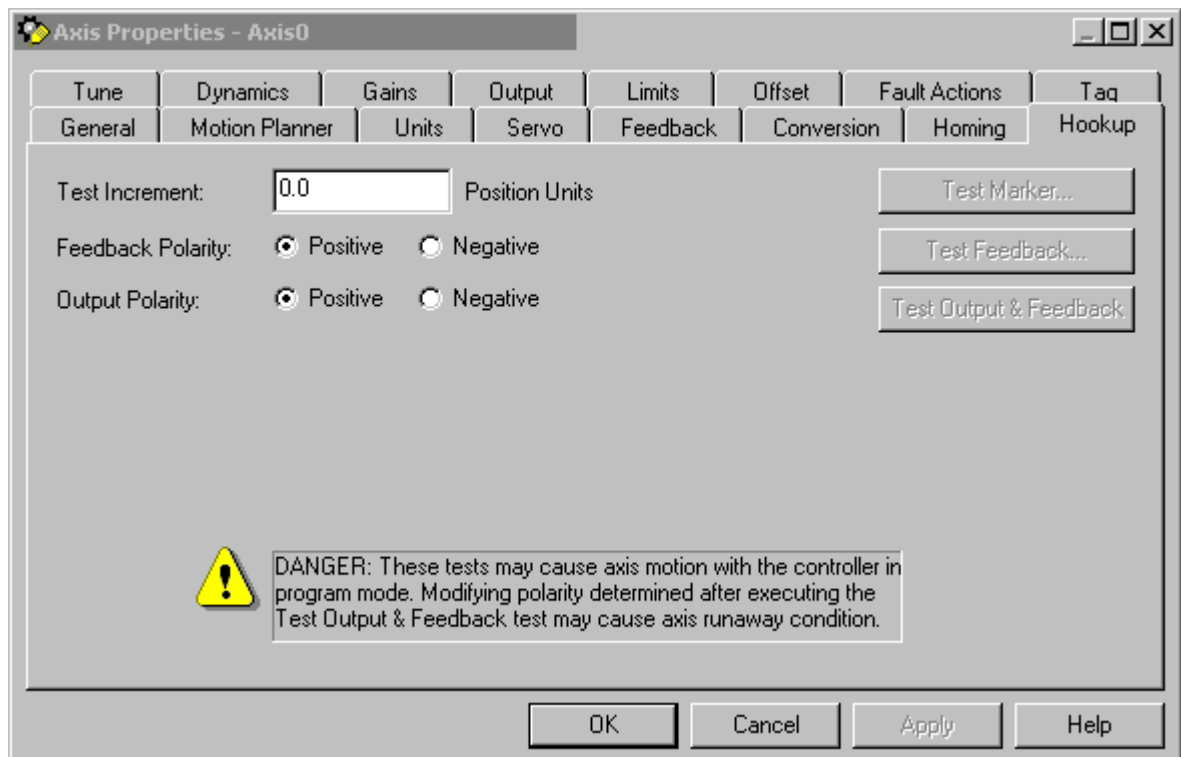 Axis Properties - Axis0
Tune Dynamics Gains Output Limits Offset Fault Actions Tag
General Motion Planner Units Servo Feedback Conversion Homing Hookup
Test Increment: 0.0 Position Units Test Marker...
Feedback Polarity: Positive Negative Test Feedback...
Output Polarity: Positive Negative Test Output & Feedback
DANGER: These tests may cause axis motion with the controller in
program mode. Modifying polarity determined after executing the
Test Output & Feedback test may cause axis runaway condition.
OK Cancel Apply Help